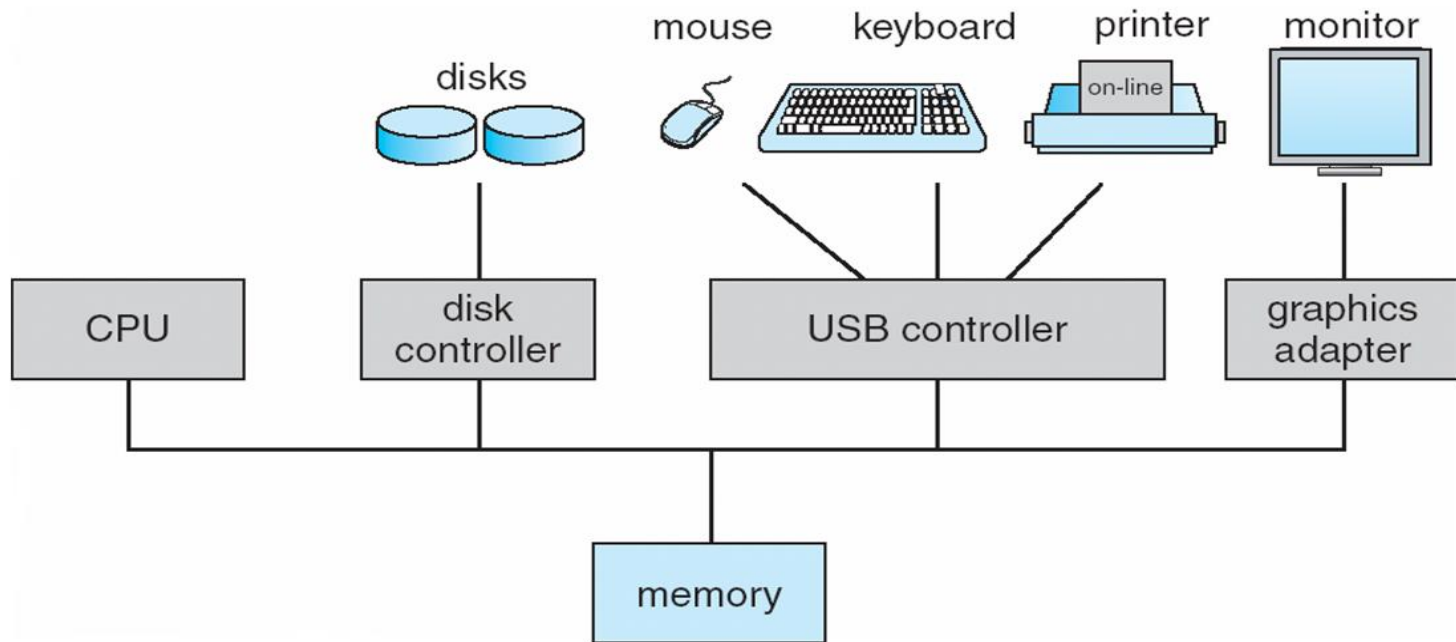 mouse
keyboard
printer
monitor
disks
on-line
CPU
disk
controller
USB controller
graphics
adapter
memory